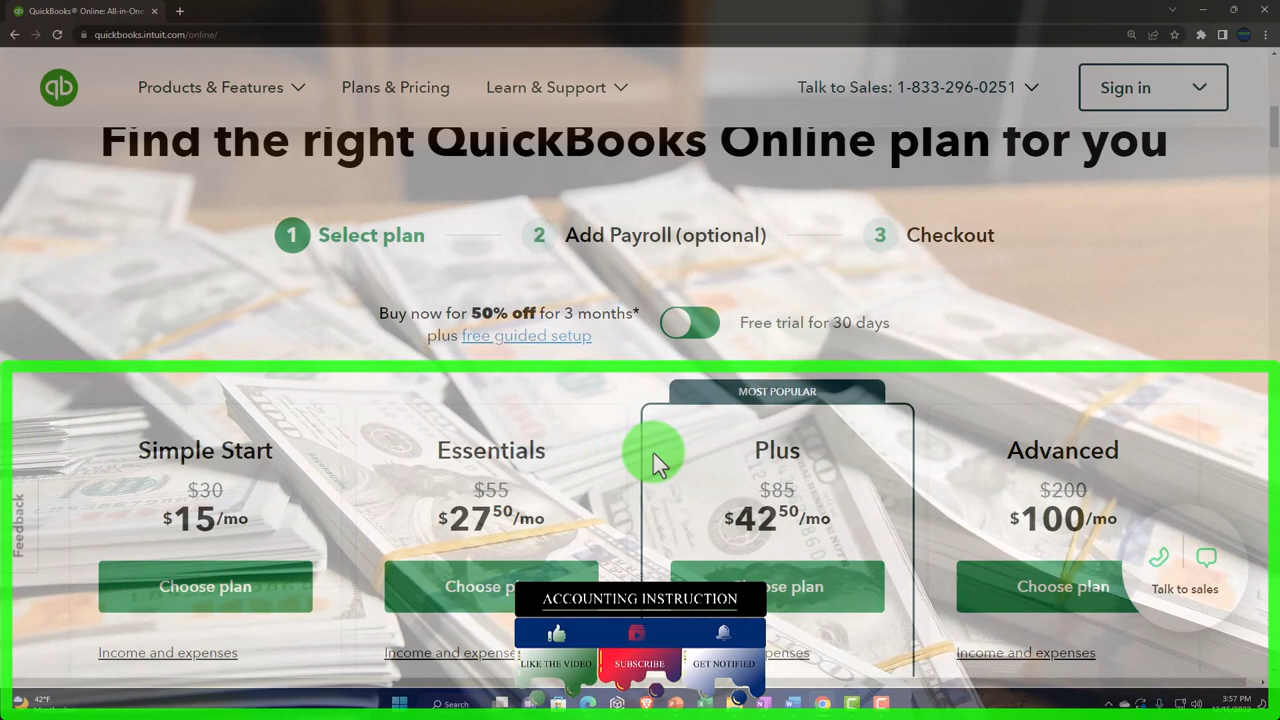 QuickBooks® Online: All-in-One
quickbooks.intuit.com/online/
qb
Products & Features
Plans & Pricing
Learn & Support
Talk to Sales: 1-833-296-0251
Sign in
Find the right QuickBooks Online plan for you
1 Select plan
2 Add Payroll (optional)
3 Checkout
Buy now for 50% off for 3 months*
plus free guided setup
Free trial for 30 days
MOST POPULAR
Simple Start
$30
$15/mo
Choose plan
Income and expenses
Essentials
$55
$27 50/mo
Choose
Income and
Plus
$85
$42 50/mo
plan
Advanced
$200
$100/mo
Choose plan
Income and expenses
Feedback
Talk to sales
ACCOUNTING INSTRUCTION
LIKE THE VIDEO
SUBSCRIBE
GET NOTIFIED
42°F
Search
3:57 PM